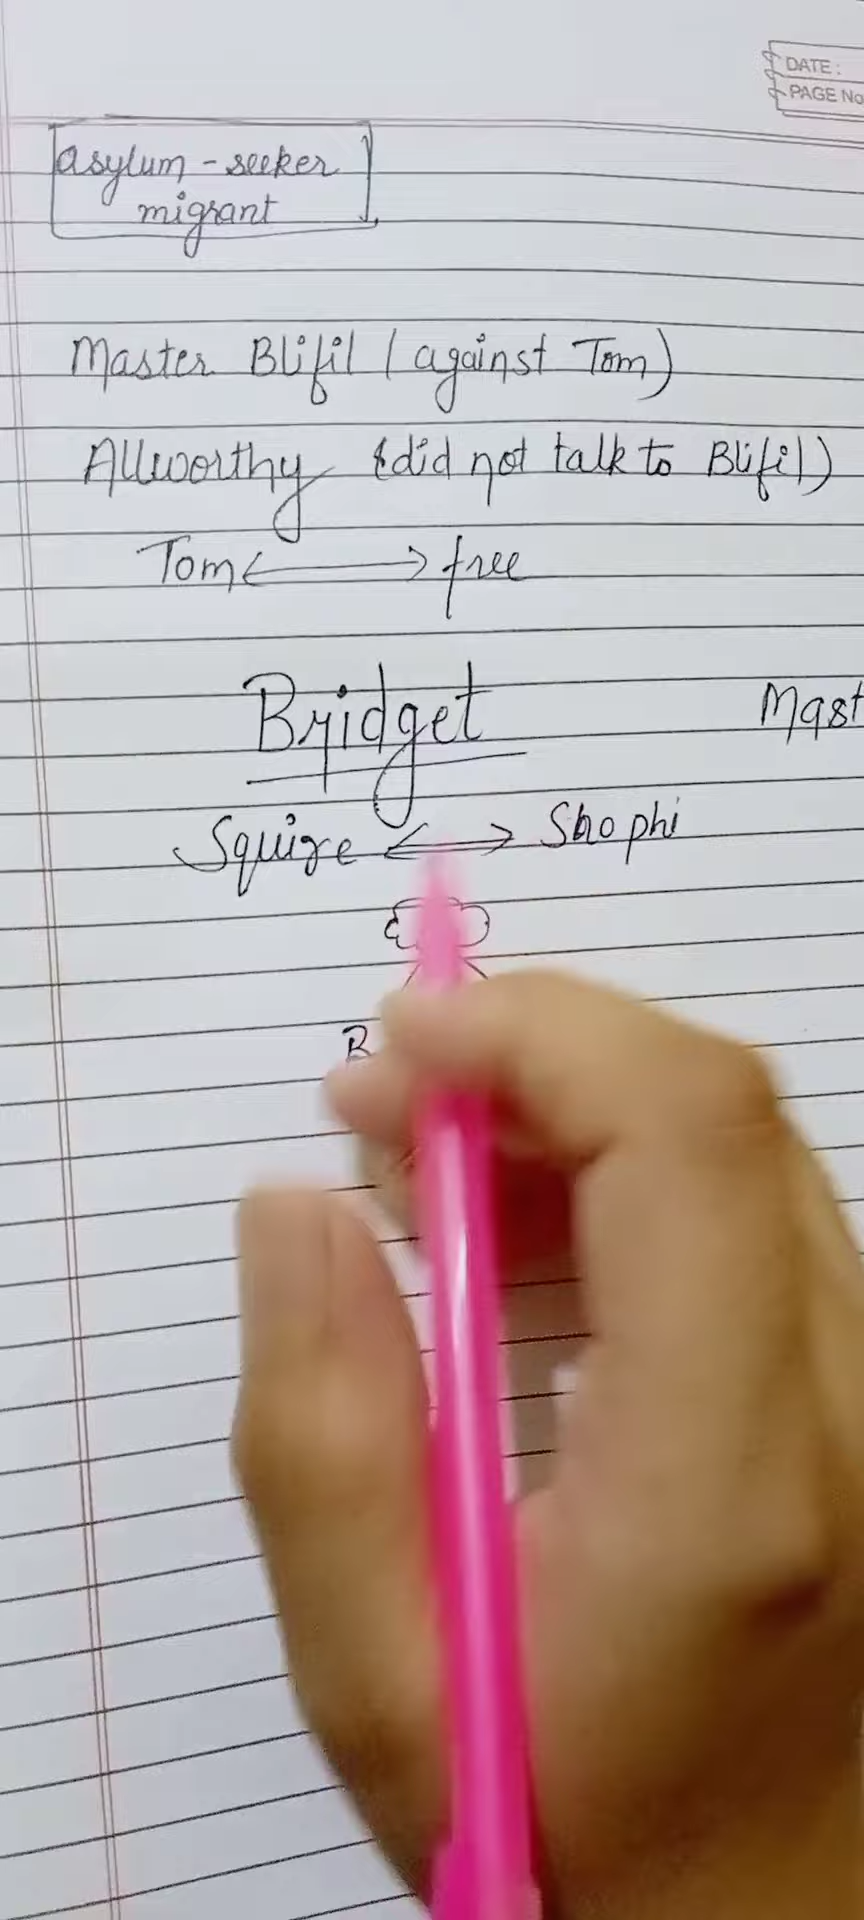 DATE:
PAGE No
asylum-seeker
migrant
Master Blifil (against Tom)
Allworthy (did not talk to Blifil)
Tom ⟷ free
Bridget
Mast
Squire ⟷ Shophi
B